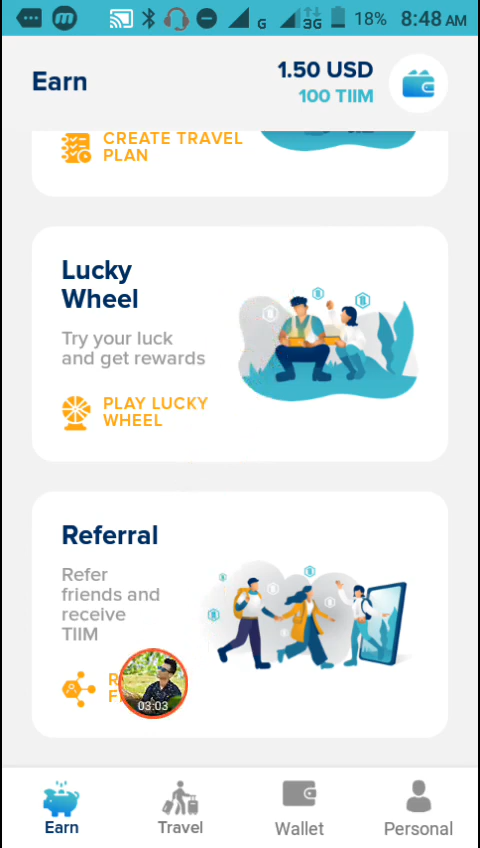 G
3G
18%
8:48 AM
Earn
1.50 USD
100 TIIM
CREATE TRAVEL
PLAN
Lucky
Wheel
Try your luck
and get rewards
PLAY LUCKY
WHEEL
Referral
Refer
friends and
receive
TIIM
03:03
Earn
Travel
Wallet
Personal